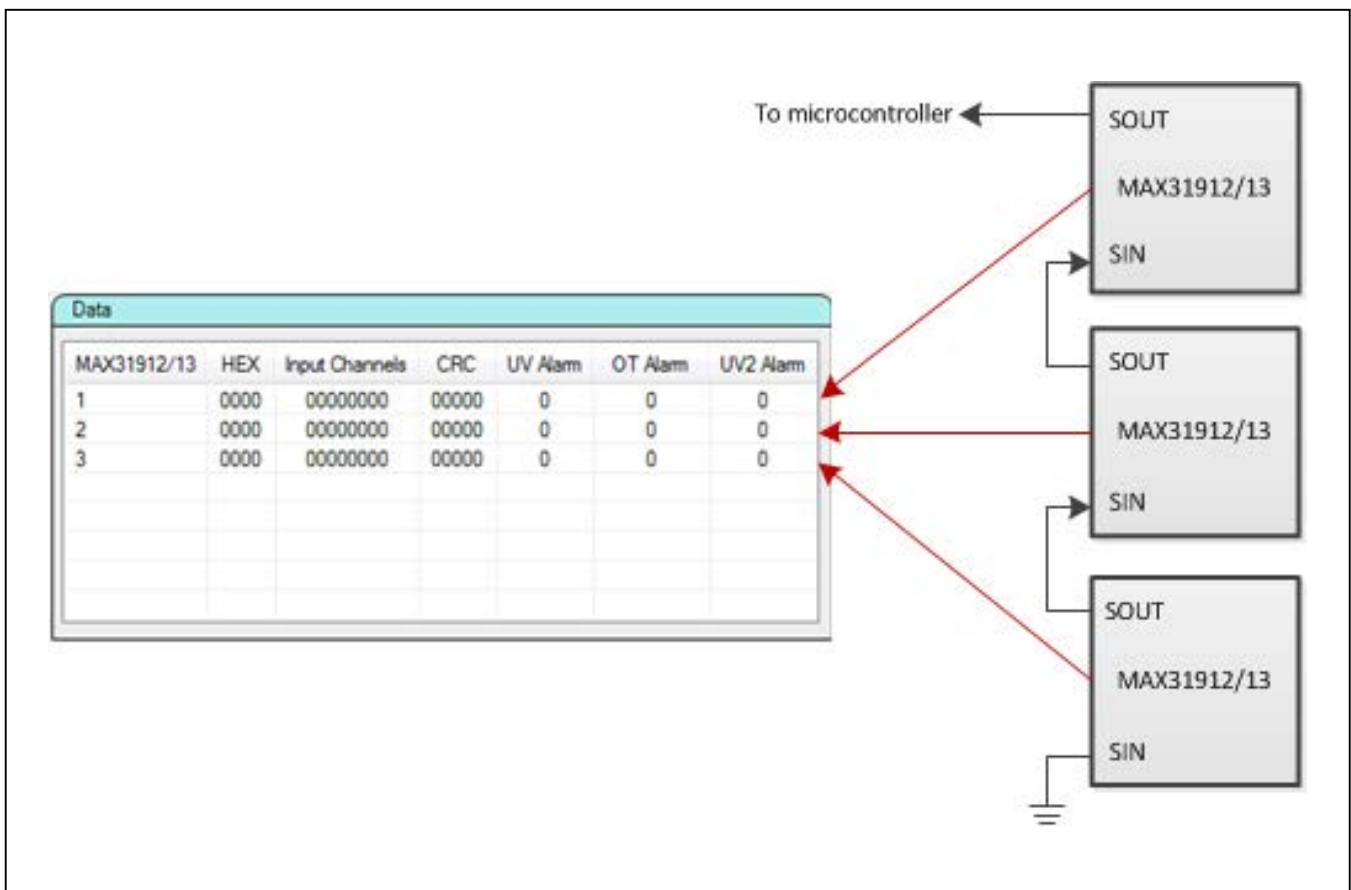 To microcontroller
SOUT
MAX31912/13
SIN
Data
MAX31912/13 HEX Input Channels CRC UV Alarm OT Alarm UV2 Alarm
1 0000 00000000 00000 0 0 0
2 0000 00000000 00000 0 0 0
3 0000 00000000 00000 0 0 0
SOUT
MAX31912/13
SIN
SOUT
MAX31912/13
SIN